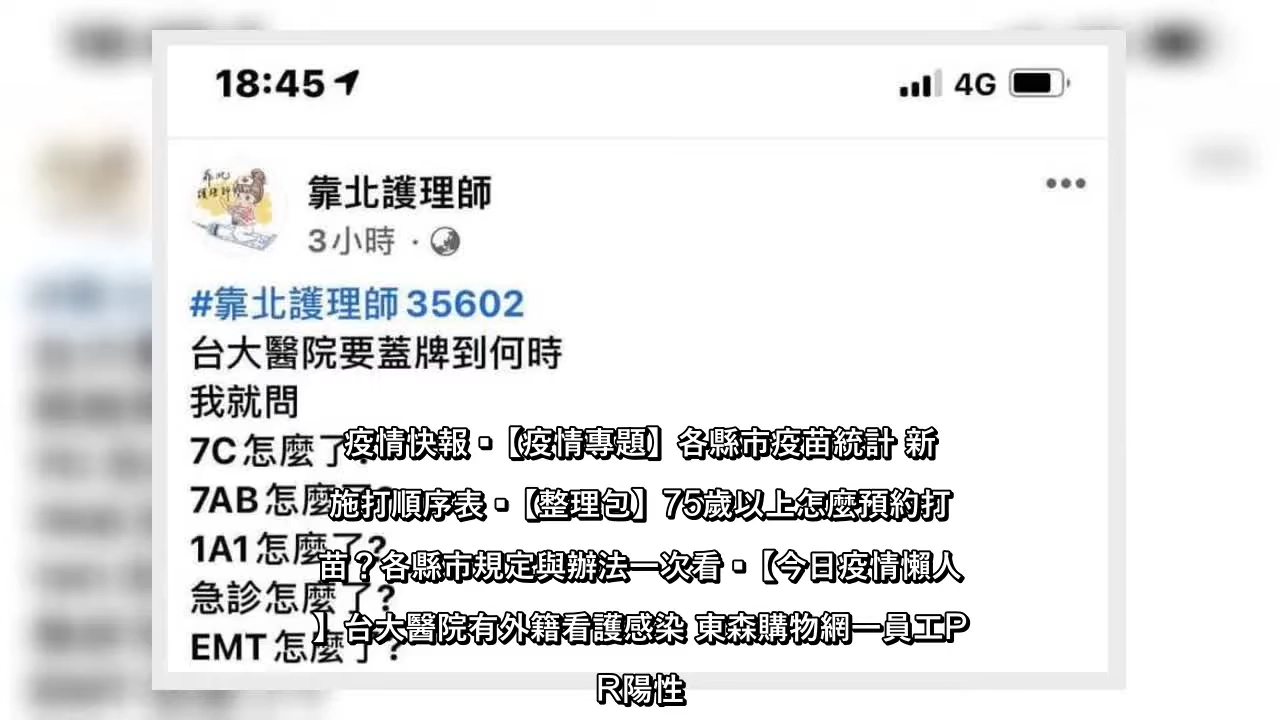 18:45
4G
靠北護理師
3小時
#靠北護理師35602
台大醫院要蓋牌到何時
我就問
7C怎麼了?
7AB怎麼了?
1A1怎麼了?
急診怎麼了?
EMT怎麼了?
疫情快報▪【疫情專題】各縣市疫苗統計 新
施打順序表▪【整理包】75歲以上怎麼預約打
苗？各縣市規定與辦法一次看▪【今日疫情懶人
】台大醫院有外籍看護感染 東森購物網一員工P
R陽性